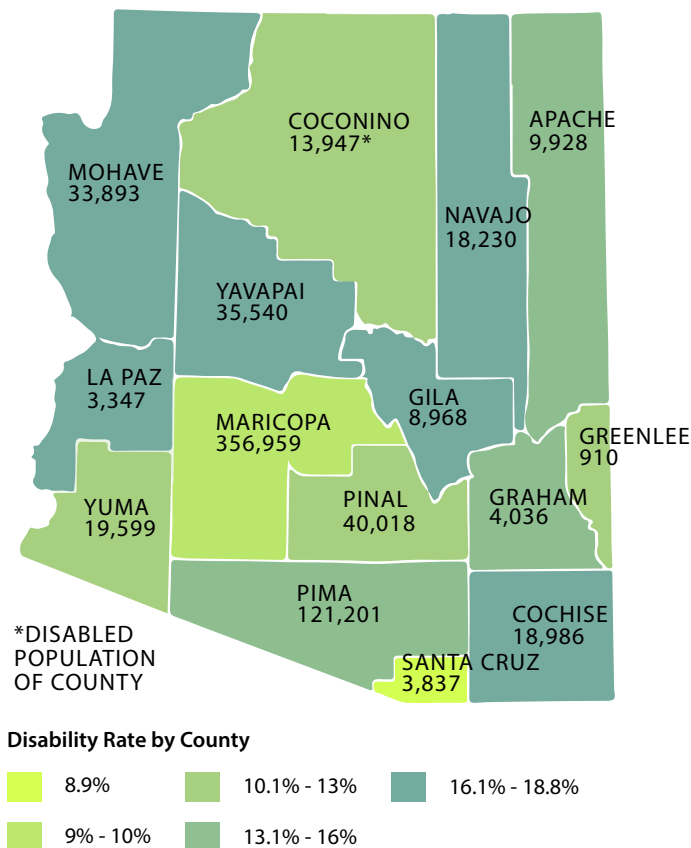 COCONINO
13,947*
APACHE
9,928
MOHAVE
33,893
NAVAJO
18,230
YAVAPAI
35,540
LA PAZ
3,347
GILA
8,968
MARICOPA
356,959
GREENLEE
910
YUMA
19,599
PINAL
40,018
GRAHAM
4,036
PIMA
121,201
COCHISE
18,986
SANTA CRUZ
3,837
*DISABLED
POPULATION
OF COUNTY
Disability Rate by County
8.9%
10.1% - 13%
16.1% - 18.8%
9% - 10%
13.1% - 16%